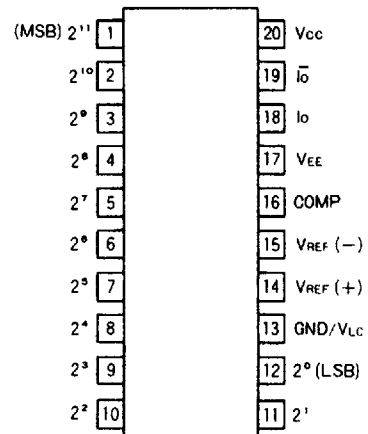 (MSB) 2¹¹ 1 20 Vcc
2¹⁰ 2 19 I̅o
2⁹ 3 18 Io
2⁸ 4 17 VEE
2⁷ 5 16 COMP
2⁶ 6 15 VREF (−)
2⁵ 7 14 VREF (+)
2⁴ 8 13 GND/VLC
2³ 9 12 2⁰ (LSB)
2² 10 11 2¹